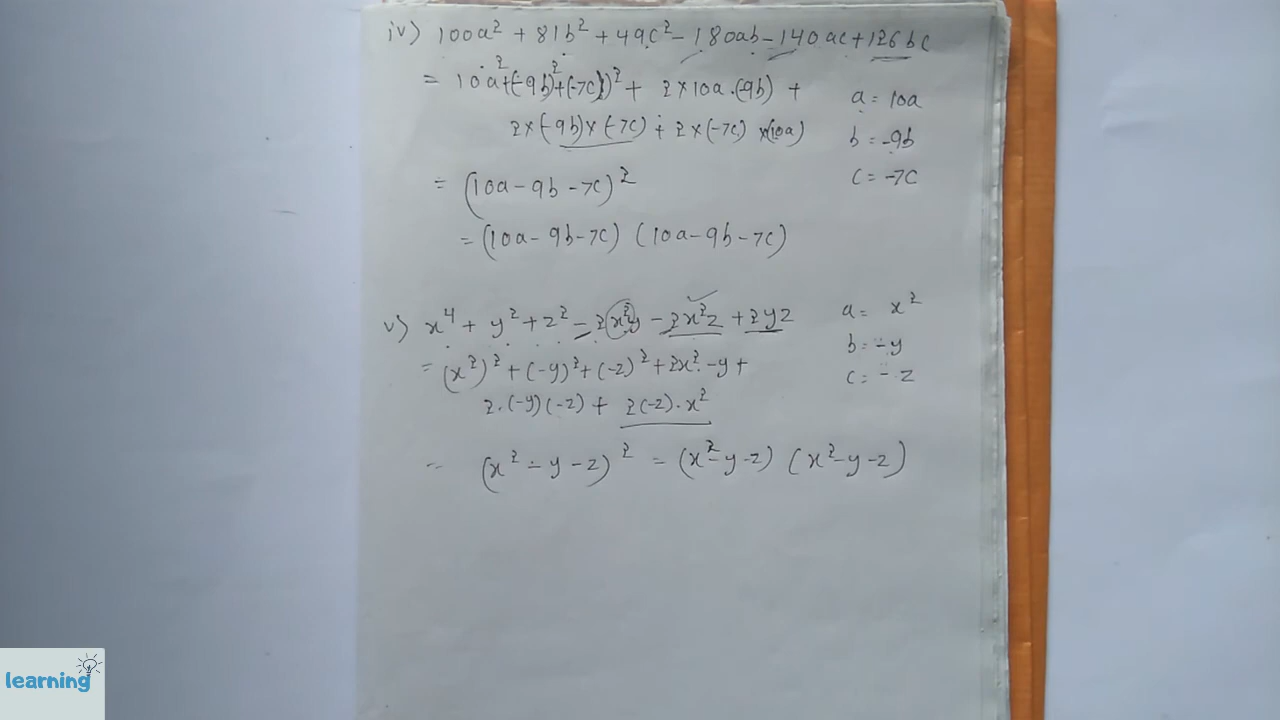 iv) 100a² + 81b² + 49c² - 180ab - 140ac + 126bc
= 10a²+(-9b)²+(-7c))² + 2×10a.(-9b) +
a = 10a
2×(-9b)×(-7c) + 2×(-7c) ×(10a)
b = -9b
= (10a - 9b - 7c)²
c = -7c
= (10a - 9b - 7c) (10a - 9b - 7c)
v) x⁴ + y² + z² - 2x²y - 2x²z + 2yz
a = x²
b = -y
= (x²)² + (-y)² + (-z)² + 2x². -y +
c = -z
2.(-y)(-z) + 2(-z).x²
= (x² - y - z)² = (x² - y - z) (x² - y - z)
learning